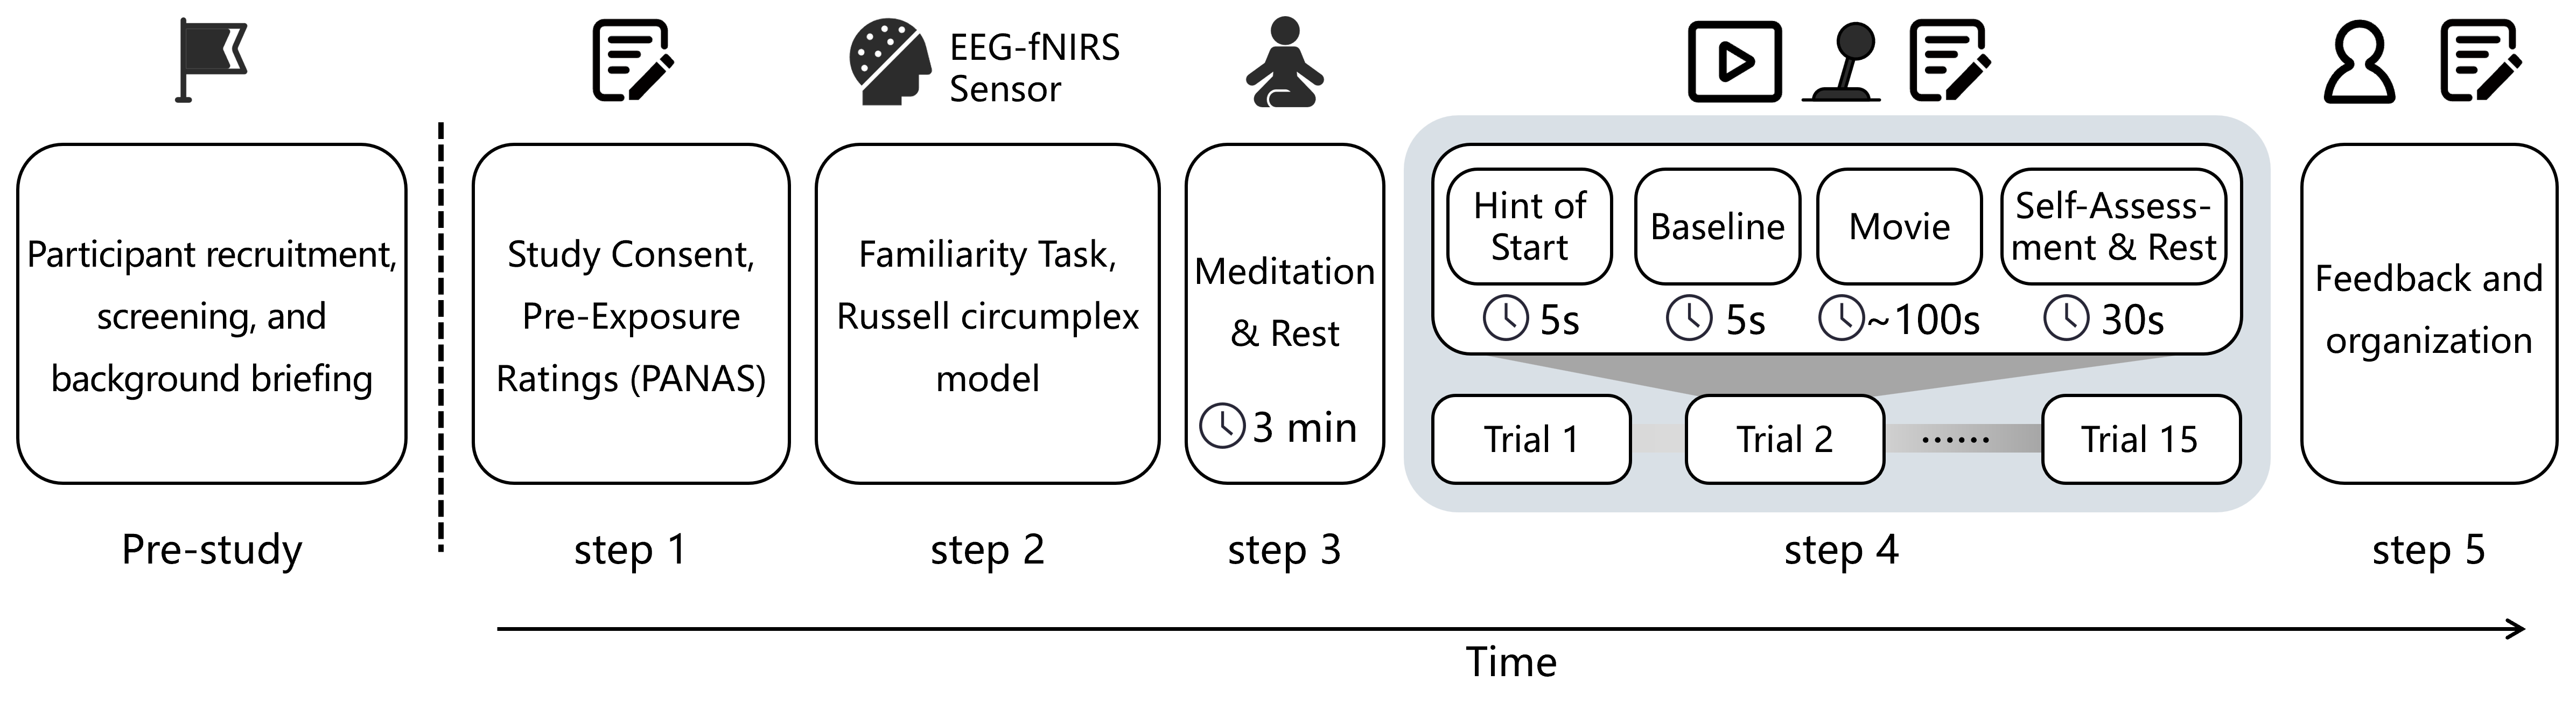 EEG-fNIRS
Sensor
Participant recruitment,
screening, and
background briefing
Pre-study
Study Consent,
Pre-Exposure
Ratings (PANAS)
step 1
Familiarity Task,
Russell circumplex
model
step 2
Meditation
& Rest
3 min
step 3
Hint of
Start
5s
Baseline
5s
Movie
~100s
Self-Assess-
ment & Rest
30s
Trial 1
Trial 2
······
Trial 15
step 4
Feedback and
organization
step 5
Time